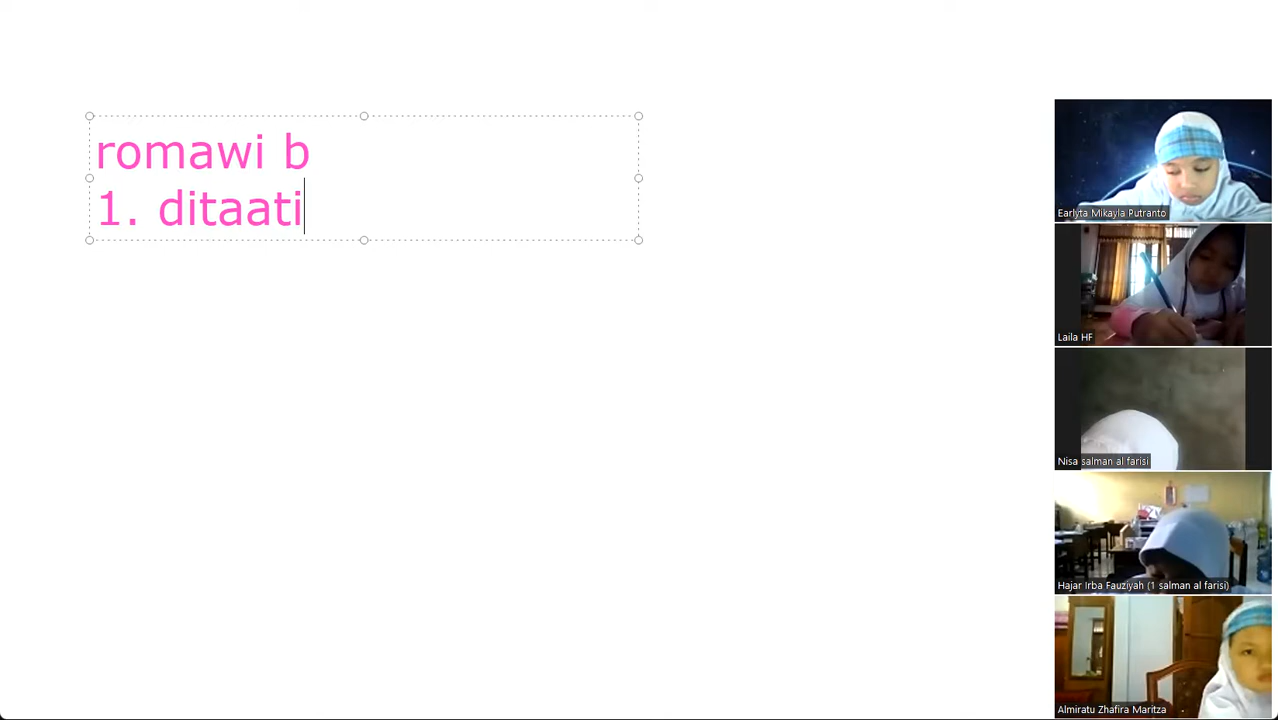 romawi b
1. ditaati
Earlyta Mikayla Putranto
Laila HF
Nisa salman al farisi
Hajar Irba Fauziyah (1 salman al farisi)
Almiratu Zhafira Maritza